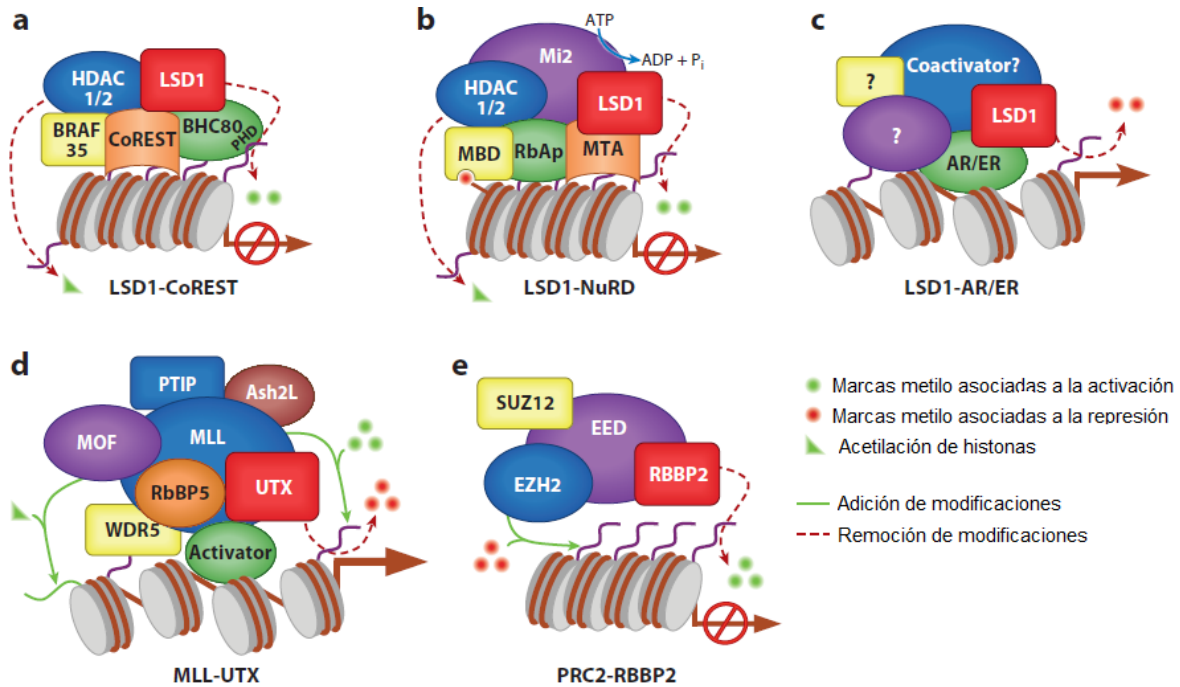 a
HDAC
1/2
LSD1
BRAF
35
CoREST
BHC80
PHD
LSD1-CoREST
b
ATP
ADP + Pi
Mi2
HDAC
1/2
LSD1
MBD
RbAp
MTA
LSD1-NuRD
c
Coactivator?
?
?
LSD1
AR/ER
LSD1-AR/ER
d
PTIP
Ash2L
MOF
MLL
RbBP5
UTX
WDR5
Activator
MLL-UTX
e
SUZ12
EED
EZH2
RBBP2
PRC2-RBBP2
Marcas metilo asociadas a la activación
Marcas metilo asociadas a la represión
Acetilación de histonas
Adición de modificaciones
Remoción de modificaciones